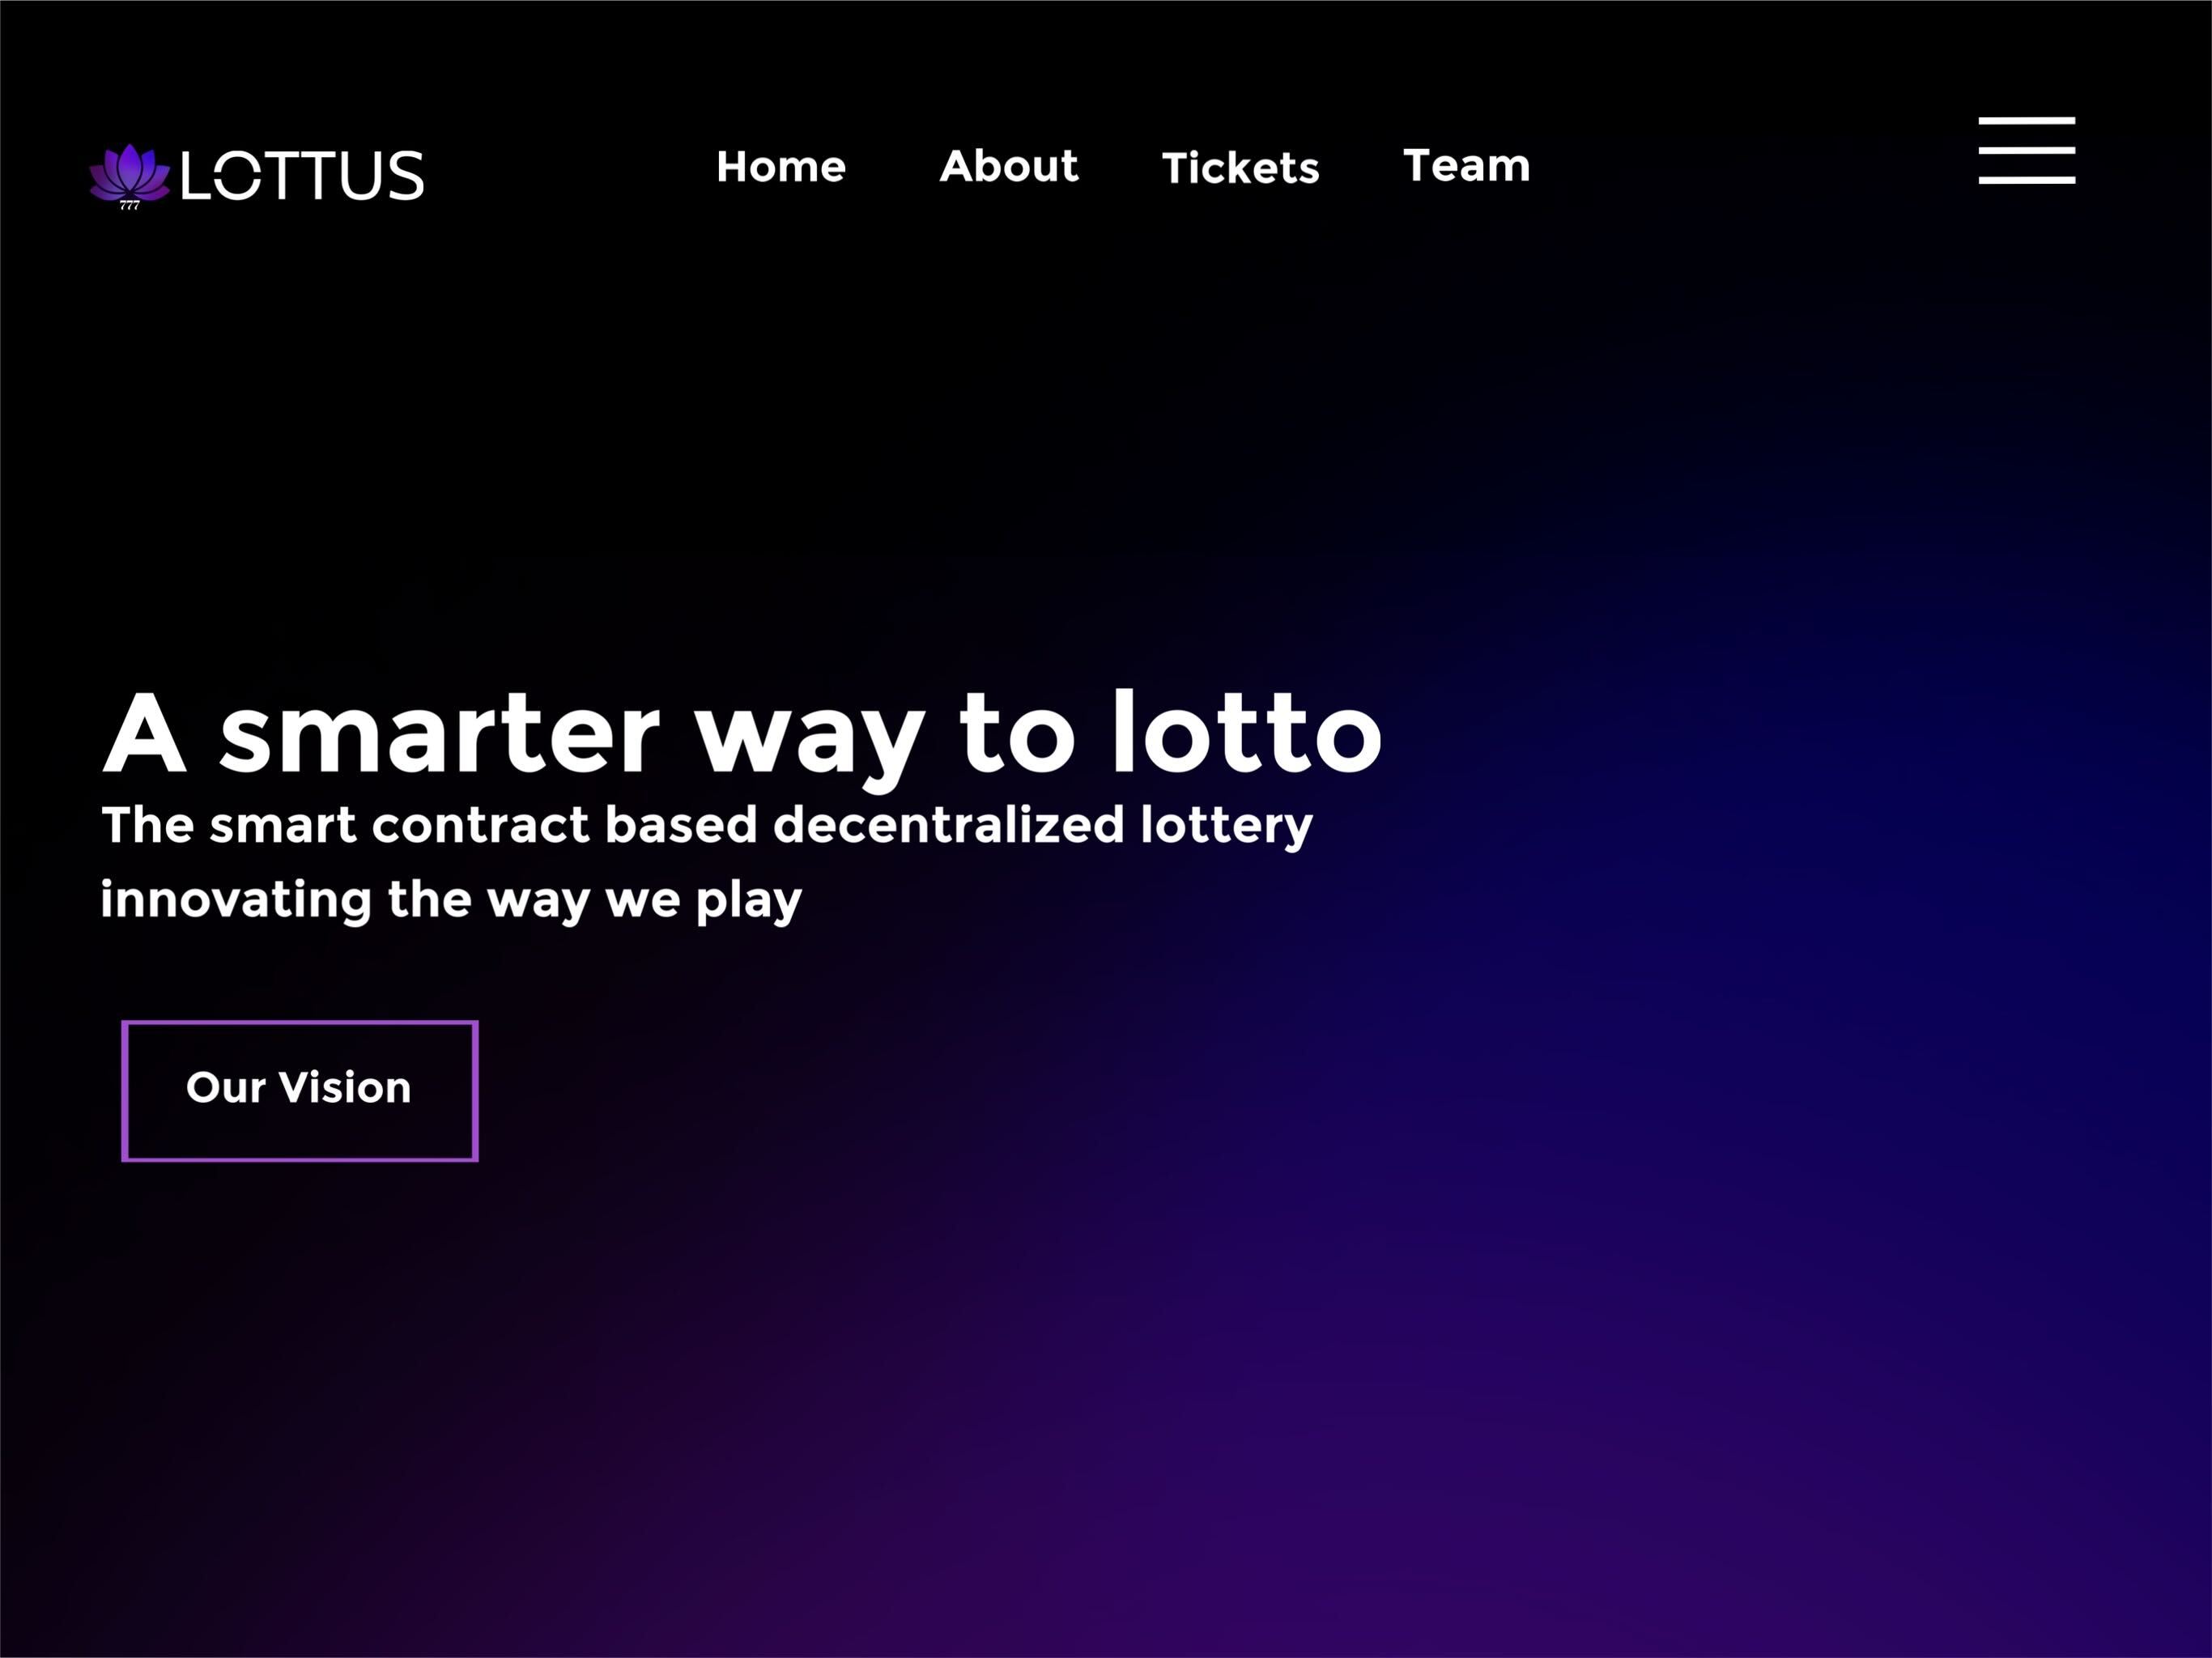 LOTTUS
777
Home About Tickets Team
A smarter way to lotto
The smart contract based decentralized lottery
innovating the way we play
Our Vision